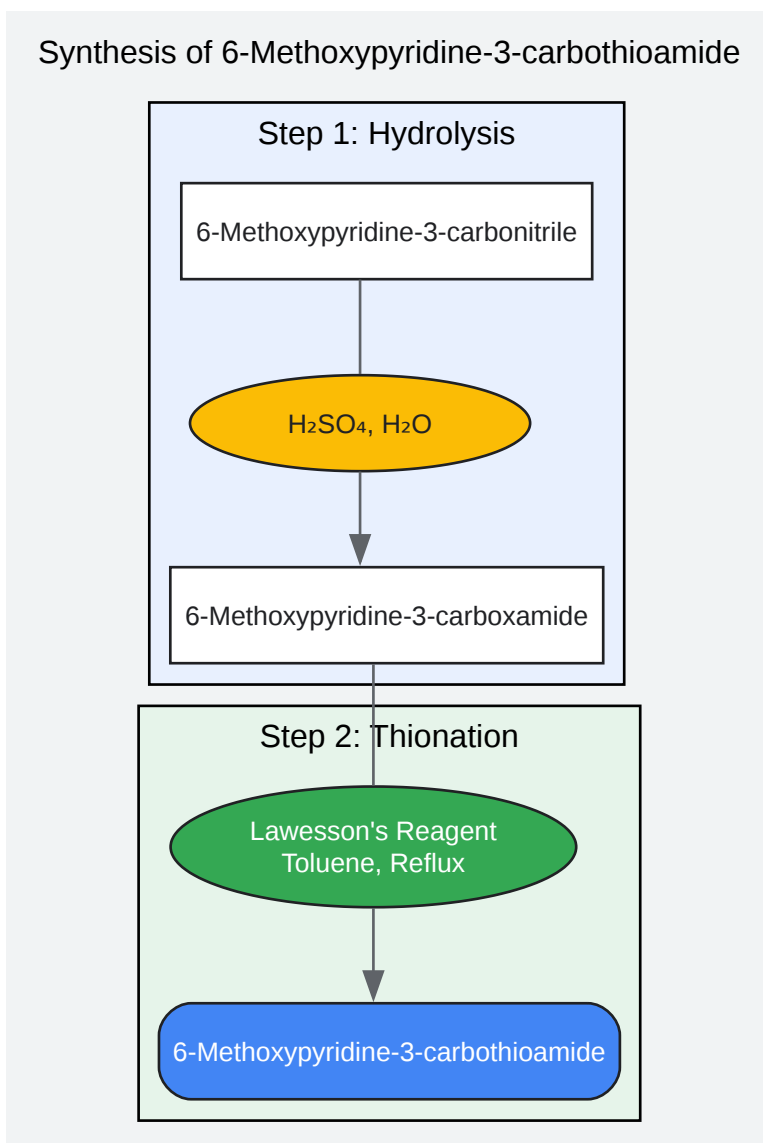 Synthesis of 6-Methoxypyridine-3-carbothioamide
Step 1: Hydrolysis
6-Methoxypyridine-3-carbonitrile
H₂SO₄, H₂O
6-Methoxypyridine-3-carboxamide
Step 2: Thionation
Lawesson's Reagent
Toluene, Reflux
6-Methoxypyridine-3-carbothioamide